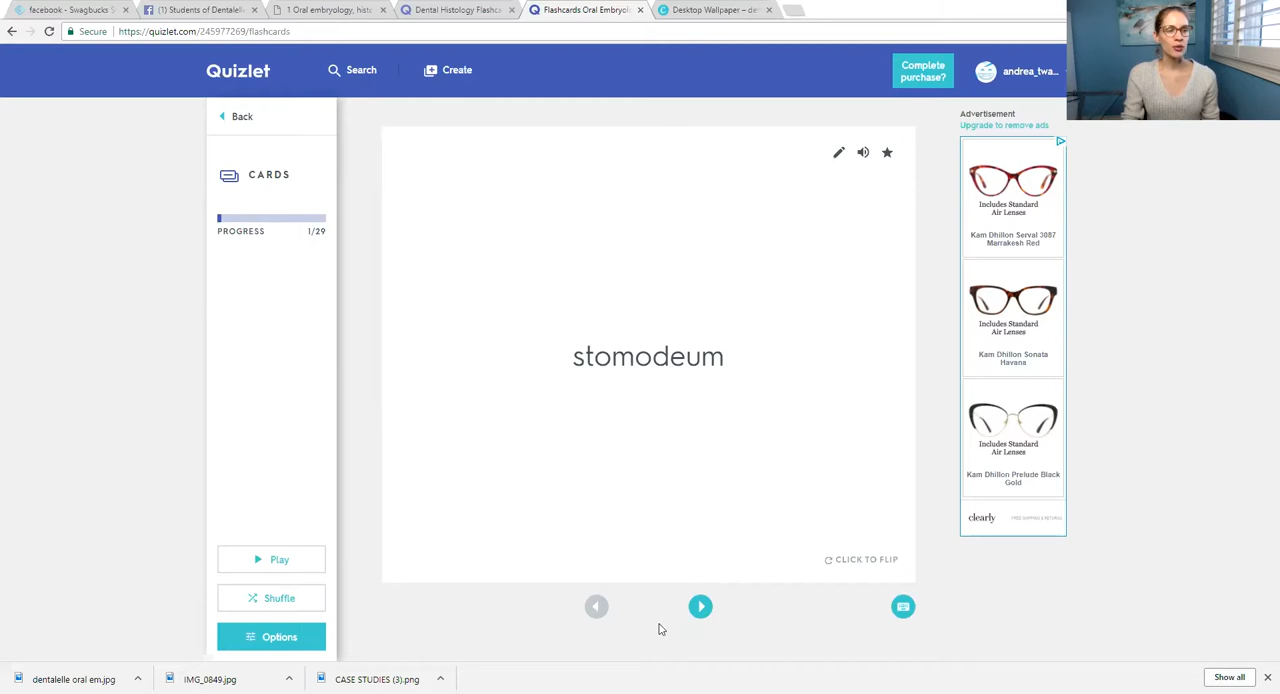 facebook - Swagbucks S
(1) Students of Dentalelle
1 Oral embryology, histo
Dental Histology Flashca
Flashcards Oral Embryol
Desktop Wallpaper – de
Secure
https://quizlet.com/245977269/flashcards
Quizlet
Search
Create
Complete
purchase?
andrea_twa...
Back
CARDS
PROGRESS
1/29
Play
Shuffle
Options
stomodeum
CLICK TO FLIP
Advertisement
Upgrade to remove ads
Includes Standard
Air Lenses
Kam Dhillon Serval 3087
Marrakesh Red
Includes Standard
Air Lenses
Kam Dhillon Sonata
Havana
Includes Standard
Air Lenses
Kam Dhillon Prelude Black
Gold
clearly
FREE SHIPPING & RETURNS
dentalelle oral em.jpg
IMG_0849.jpg
CASE STUDIES (3).png
Show all